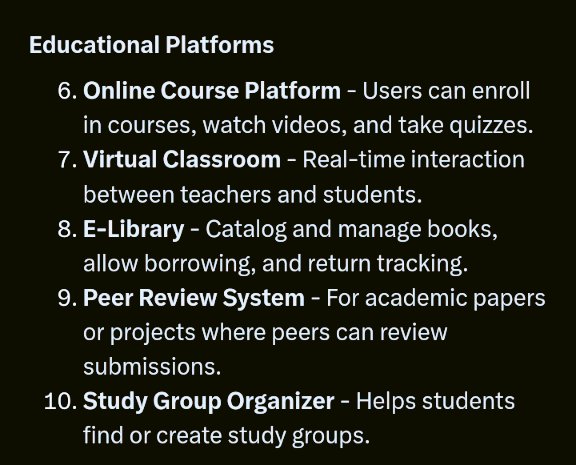 Educational Platforms
6. Online Course Platform - Users can enroll
in courses, watch videos, and take quizzes.
7. Virtual Classroom - Real-time interaction
between teachers and students.
8. E-Library - Catalog and manage books,
allow borrowing, and return tracking.
9. Peer Review System - For academic papers
or projects where peers can review
submissions.
10. Study Group Organizer - Helps students
find or create study groups.